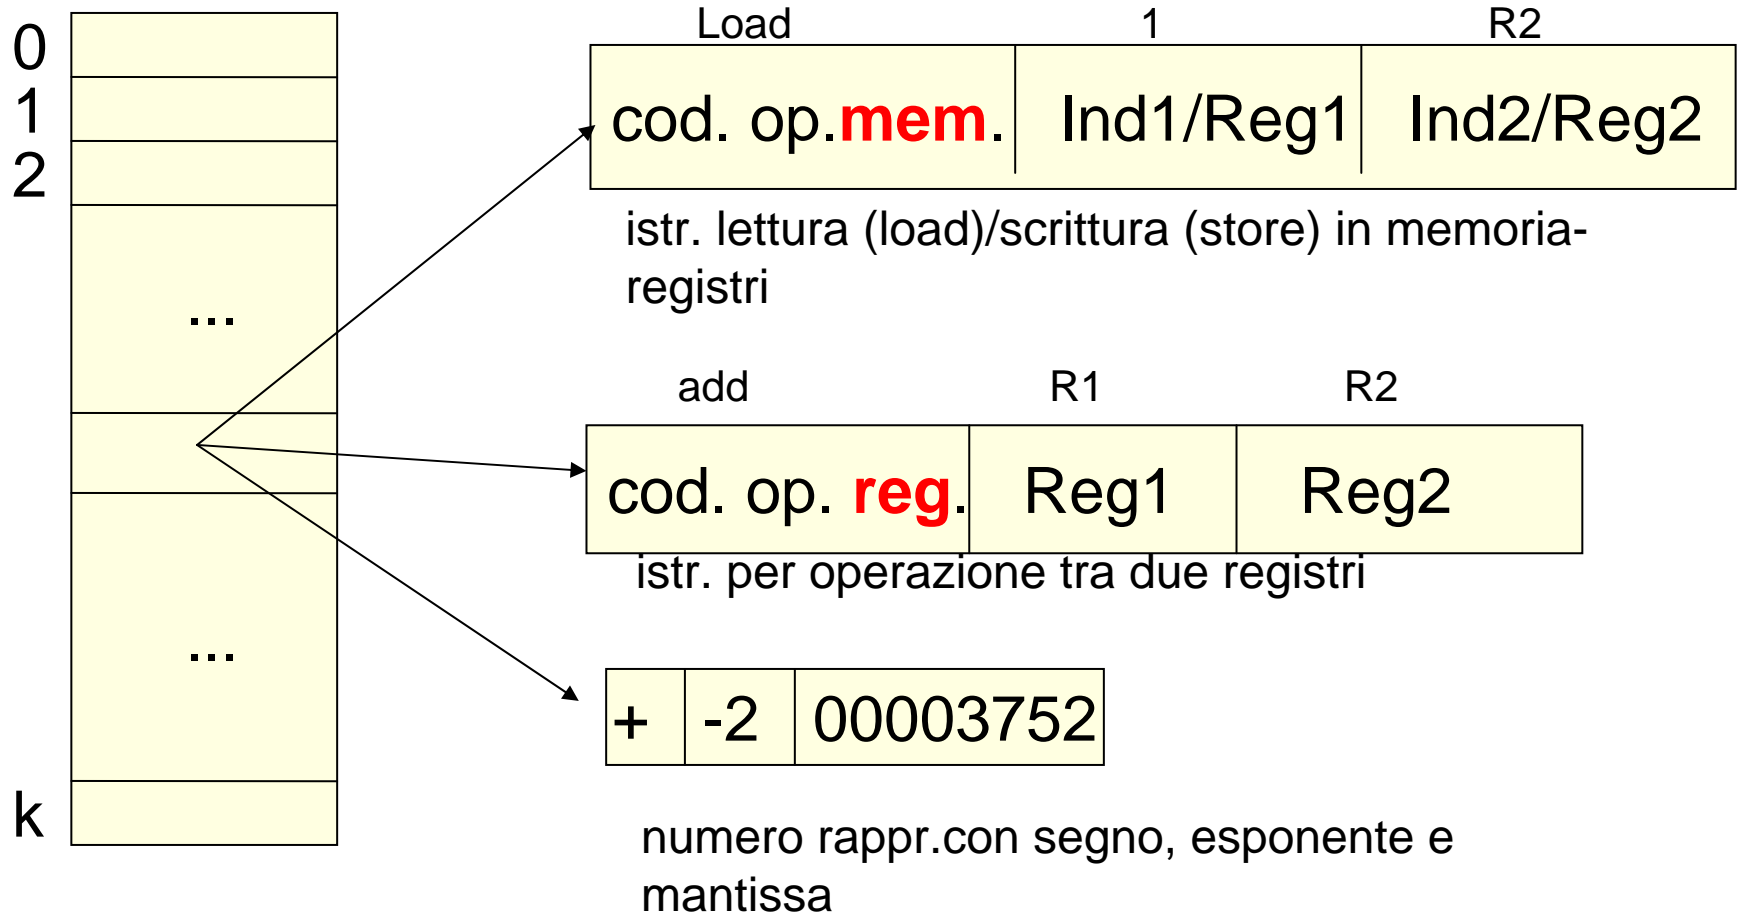 0
1
2
...
...
k
Load 1 R2
cod. op.mem. Ind1/Reg1 Ind2/Reg2
istr. lettura (load)/scrittura (store) in memoria-
registri
add R1 R2
cod. op. reg. Reg1 Reg2
istr. per operazione tra due registri
+ -2 00003752
numero rappr.con segno, esponente e
mantissa